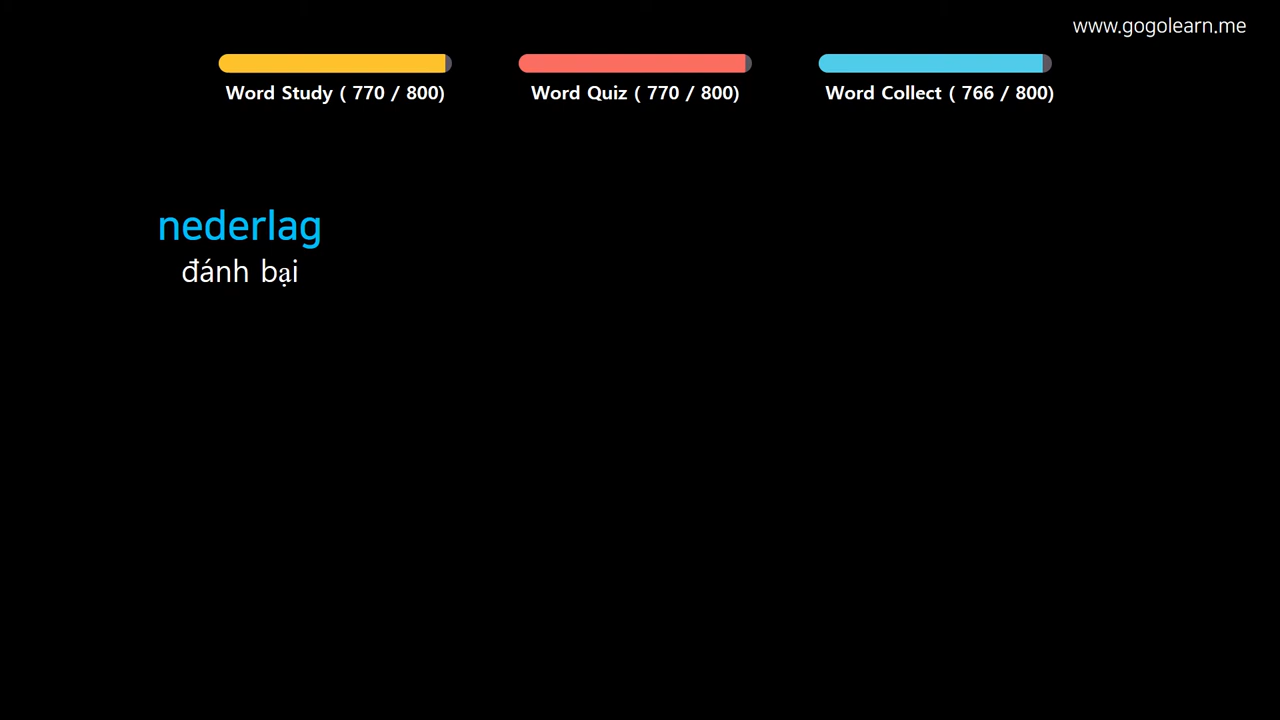 www.gogolearn.me
Word Study ( 770 / 800)
Word Quiz ( 770 / 800)
Word Collect ( 766 / 800)
nederlag
đánh bại